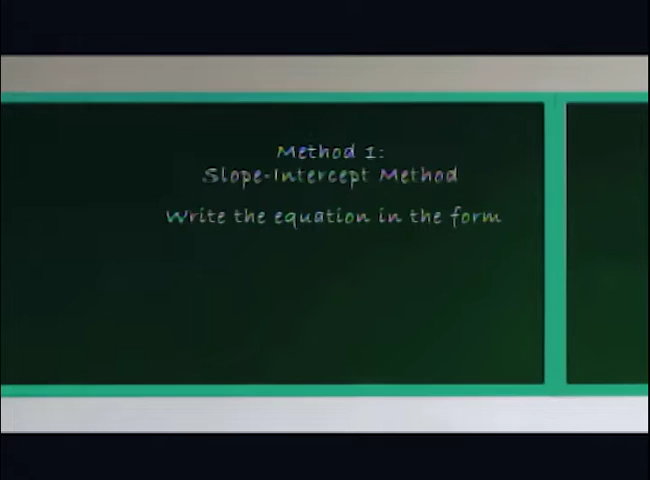 Method 1:
Slope-Intercept Method
Write the equation in the form